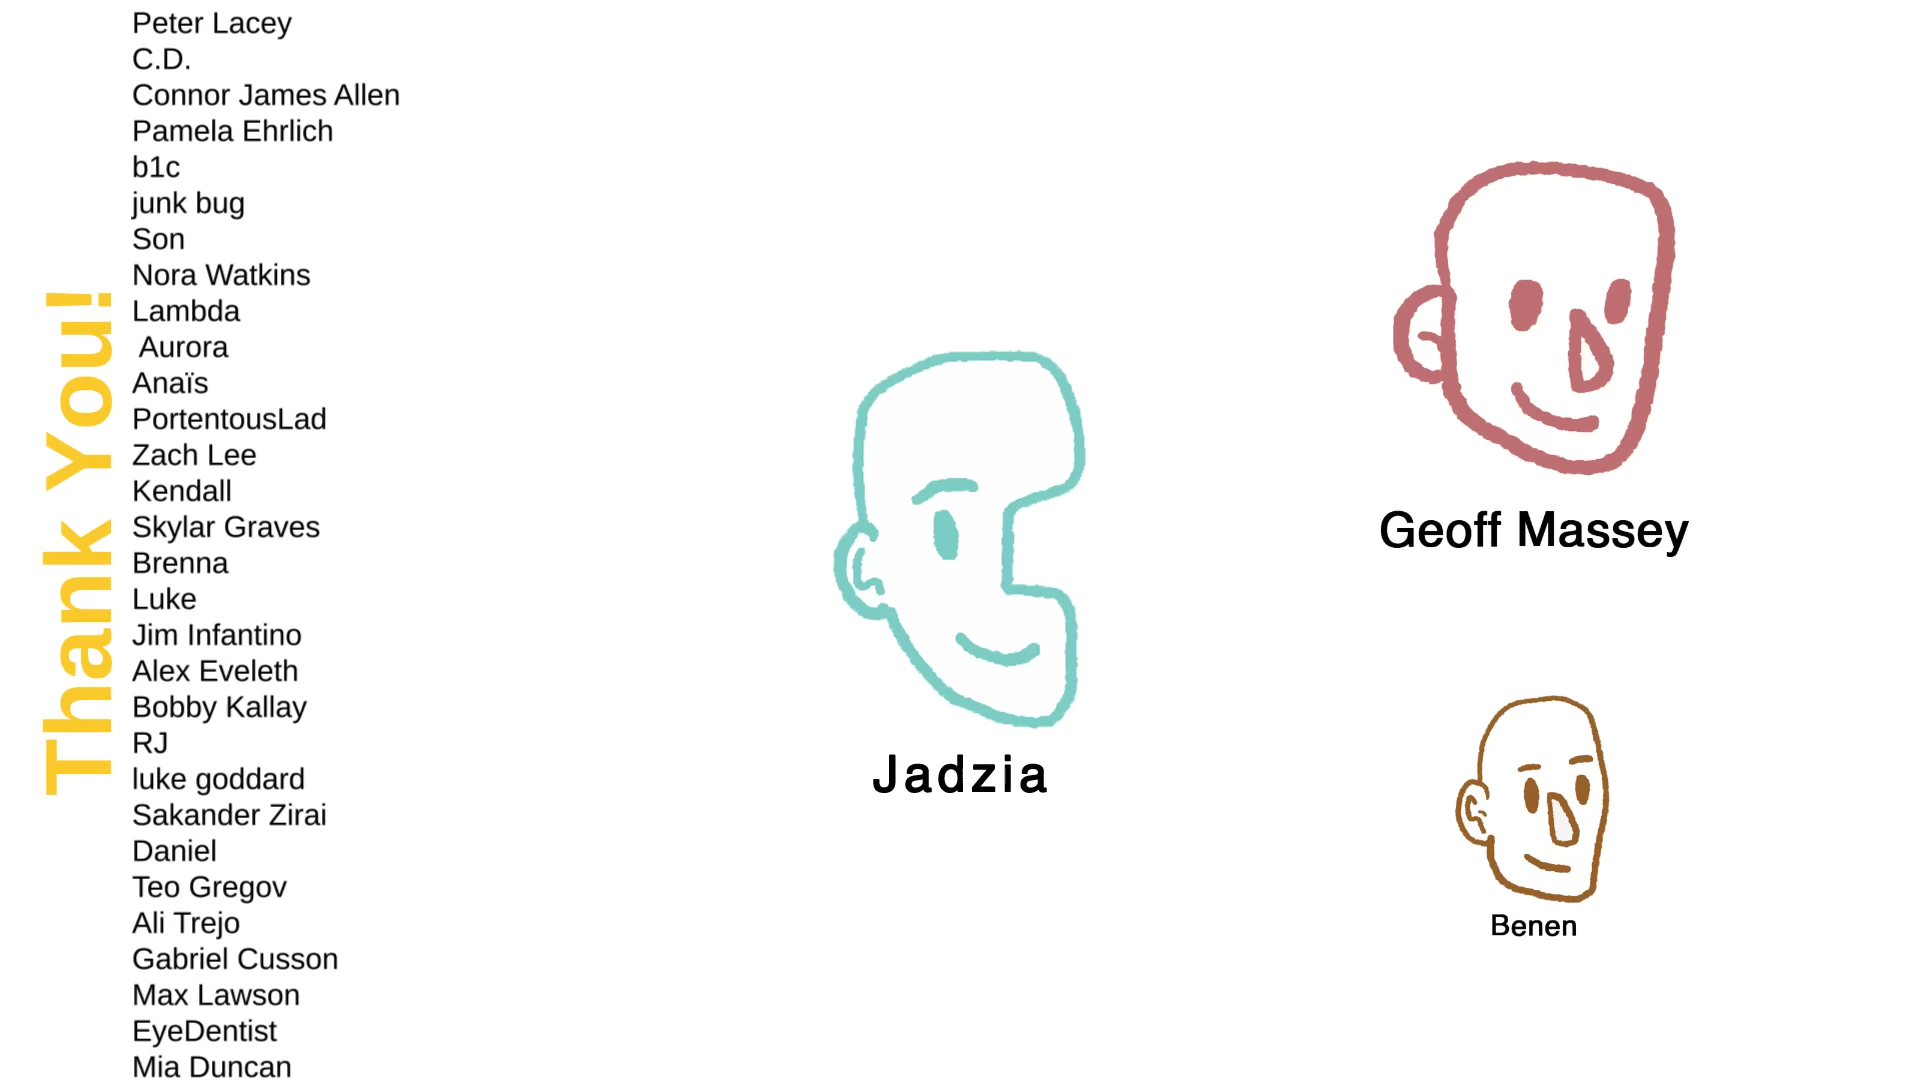 Thank You!
Peter Lacey
C.D.
Connor James Allen
Pamela Ehrlich
b1c
junk bug
Son
Nora Watkins
Lambda
Aurora
Anaïs
PortentousLad
Zach Lee
Kendall
Skylar Graves
Brenna
Luke
Jim Infantino
Alex Eveleth
Bobby Kallay
RJ
luke goddard
Sakander Zirai
Daniel
Teo Gregov
Ali Trejo
Gabriel Cusson
Max Lawson
EyeDentist
Mia Duncan
Jadzia
Geoff Massey
Benen